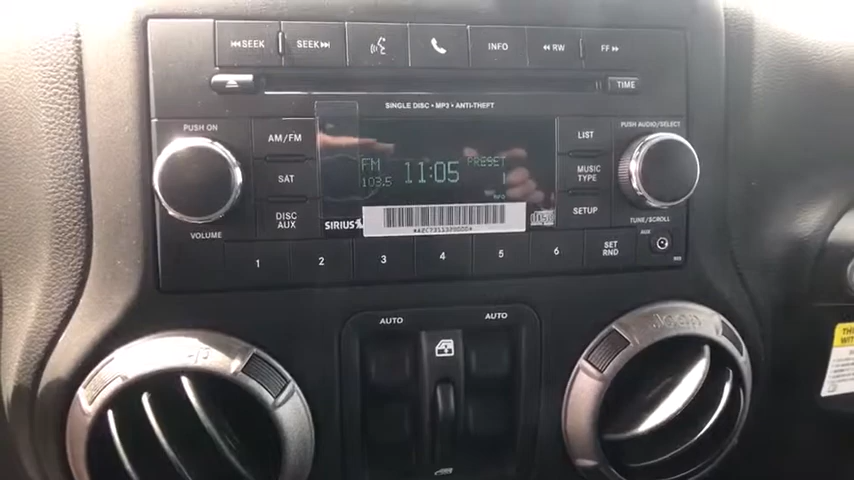 SEEK
SEEK
INFO
RW
FF
TIME
SINGLE DISC • MP3 • ANTI-THEFT
PUSH ON
AM/FM
SAT
DISC
AUX
VOLUME
FM
103.5
11:05
PRESET
1
INFO
SIRIUS
LIST
MUSIC
TYPE
SETUP
PUSH AUDIO/SELECT
TUNE/SCROLL
AUX
1
2
3
4
5
6
SET
RND
AUTO
AUTO
Jeep